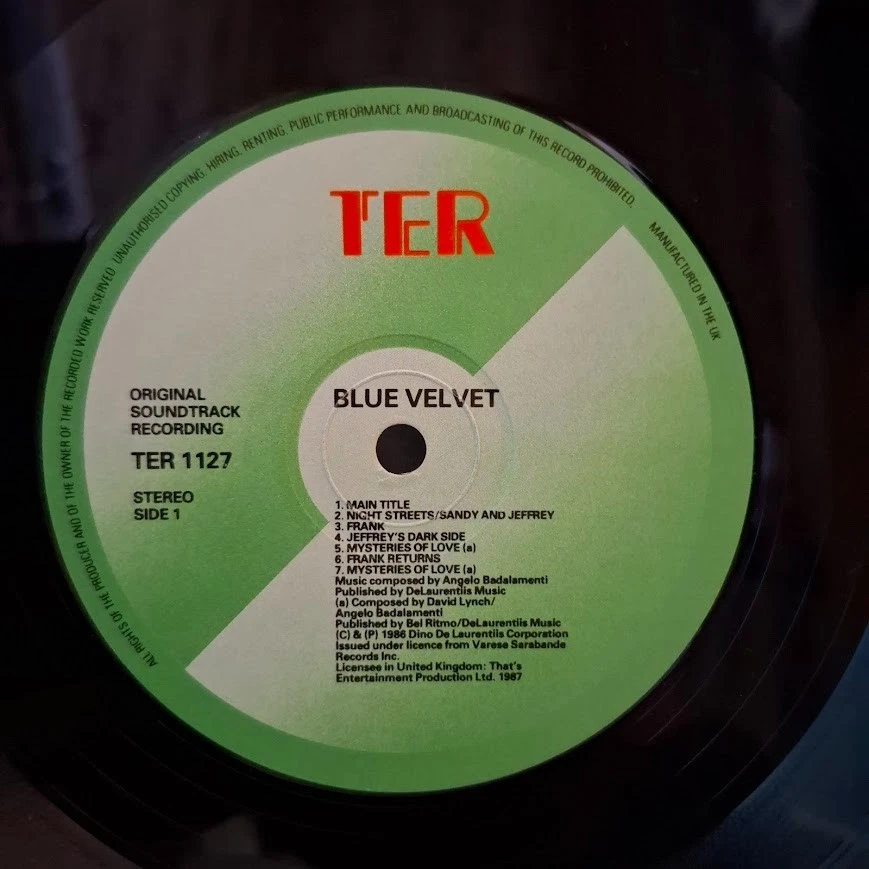 ALL RIGHTS OF THE PRODUCER AND OF THE OWNER OF THE RECORDED WORK RESERVED. UNAUTHORISED COPYING, HIRING, RENTING, PUBLIC PERFORMANCE AND BROADCASTING OF THIS RECORD PROHIBITED. MANUFACTURED IN THE UK
TER
ORIGINAL
SOUNDTRACK
RECORDING
TER 1127
STEREO
SIDE 1
BLUE VELVET
1. MAIN TITLE
2. NIGHT STREETS/SANDY AND JEFFREY
3. FRANK
4. JEFFREY'S DARK SIDE
5. MYSTERIES OF LOVE (a)
6. FRANK RETURNS
7. MYSTERIES OF LOVE (a)
Music composed by Angelo Badalamenti
Published by DeLaurentiis Music
(a) Composed by David Lynch/
Angelo Badalamenti
Published by Bel Ritmo/DeLaurentiis Music
(C) & (P) 1986 Dino De Laurentiis Corporation
Issued under licence from Varese Sarabande
Records Inc.
Licensee in United Kingdom: That's
Entertainment Production Ltd. 1987